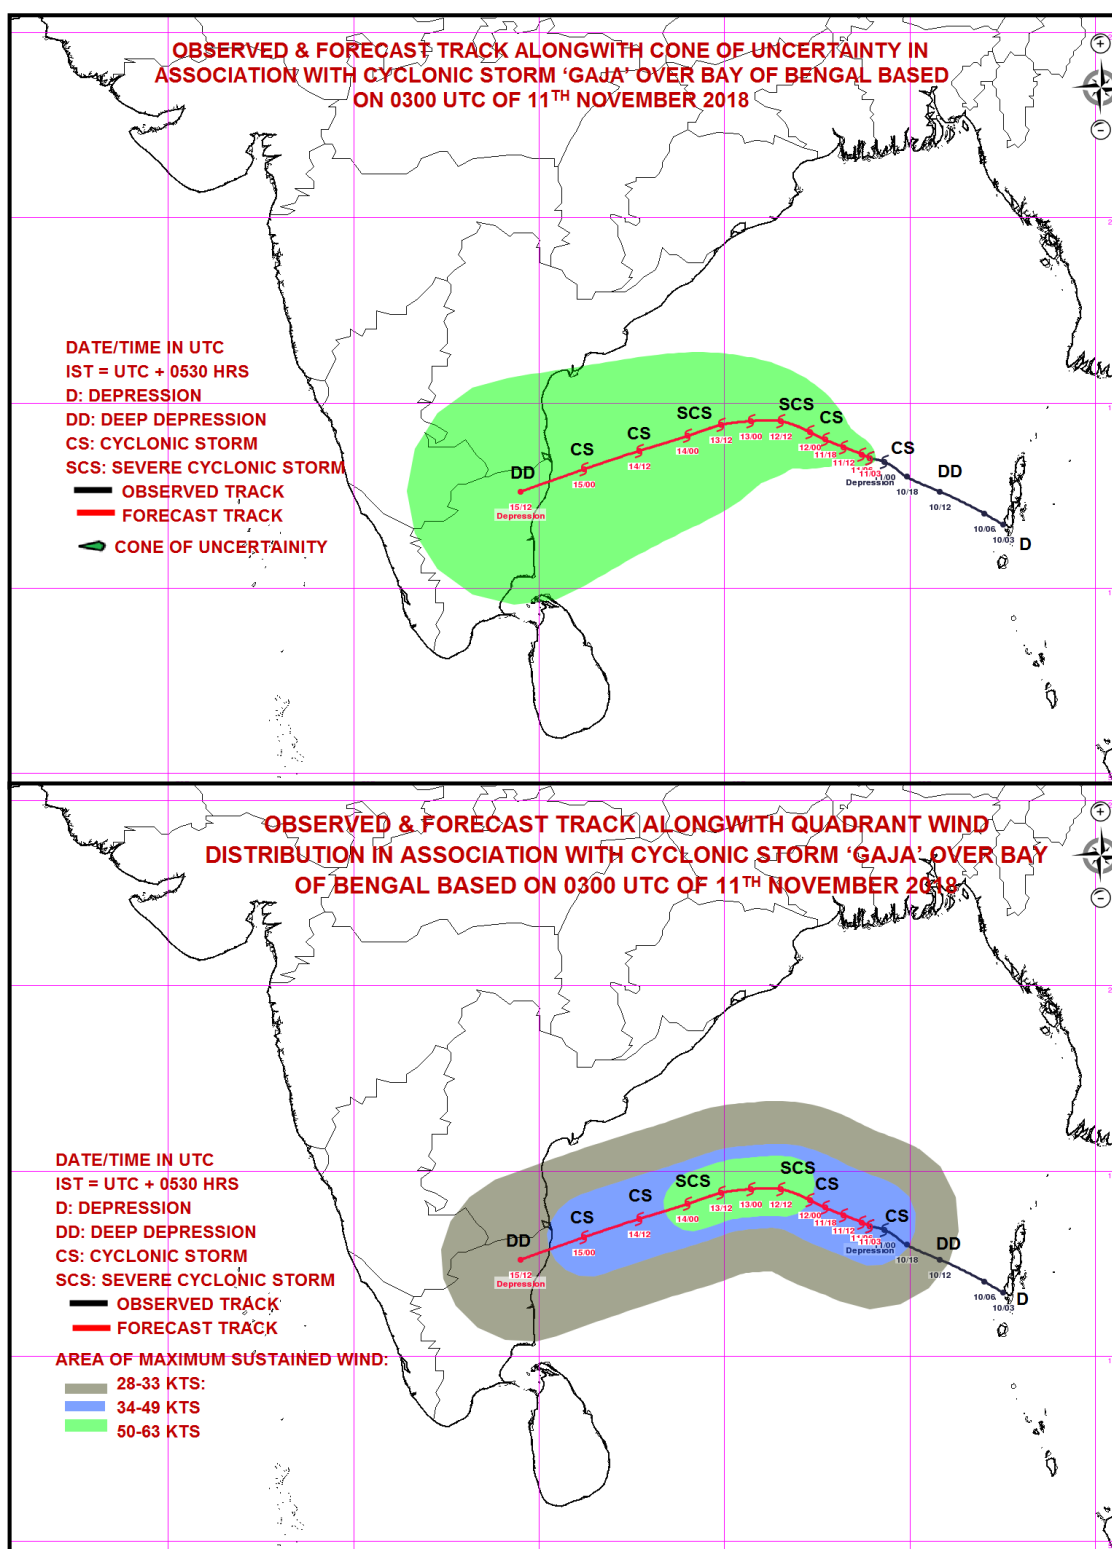 OBSERVED & FORECAST TRACK ALONGWITH CONE OF UNCERTAINTY IN
ASSOCIATION WITH CYCLONIC STORM ‘GAJA’ OVER BAY OF BENGAL BASED
ON 0300 UTC OF 11TH NOVEMBER 2018
DATE/TIME IN UTC
IST = UTC + 0530 HRS
D: DEPRESSION
DD: DEEP DEPRESSION
CS: CYCLONIC STORM
SCS: SEVERE CYCLONIC STORM
OBSERVED TRACK
FORECAST TRACK
CONE OF UNCERTAINITY
DD
CS
CS
SCS
SCS
CS
CS
DD
D
15/12
Depression
15/00
14/12
14/00
13/12
13/00
12/12
12/00
11/18
11/12
11/03
11/00
Depression
10/18
10/12
10/06
10/03
OBSERVED & FORECAST TRACK ALONGWITH QUADRANT WIND
DISTRIBUTION IN ASSOCIATION WITH CYCLONIC STORM ‘GAJA’ OVER BAY
OF BENGAL BASED ON 0300 UTC OF 11TH NOVEMBER 2018
DATE/TIME IN UTC
IST = UTC + 0530 HRS
D: DEPRESSION
DD: DEEP DEPRESSION
CS: CYCLONIC STORM
SCS: SEVERE CYCLONIC STORM
OBSERVED TRACK
FORECAST TRACK
AREA OF MAXIMUM SUSTAINED WIND:
28-33 KTS:
34-49 KTS
50-63 KTS
DD
CS
CS
SCS
SCS
CS
CS
DD
D
15/12
Depression
15/00
14/12
14/00
13/12
13/00
12/12
12/00
11/18
11/12
11/03
11/00
Depression
10/18
10/12
10/06
10/03